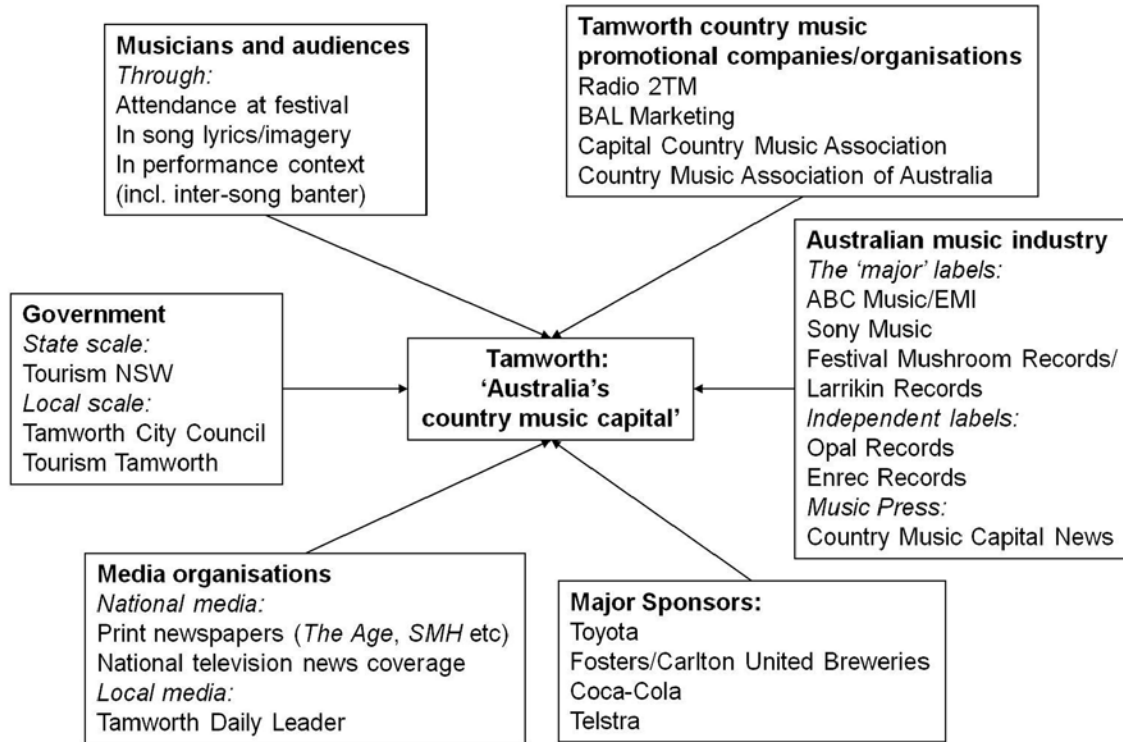 Musicians and audiences
Through:
Attendance at festival
In song lyrics/imagery
In performance context
(incl. inter-song banter)
Tamworth country music
promotional companies/organisations
Radio 2TM
BAL Marketing
Capital Country Music Association
Country Music Association of Australia
Government
State scale:
Tourism NSW
Local scale:
Tamworth City Council
Tourism Tamworth
Tamworth:
‘Australia’s
country music capital’
Australian music industry
The ‘major’ labels:
ABC Music/EMI
Sony Music
Festival Mushroom Records/
Larrikin Records
Independent labels:
Opal Records
Enrec Records
Music Press:
Country Music Capital News
Media organisations
National media:
Print newspapers (The Age, SMH etc)
National television news coverage
Local media:
Tamworth Daily Leader
Major Sponsors:
Toyota
Fosters/Carlton United Breweries
Coca-Cola
Telstra